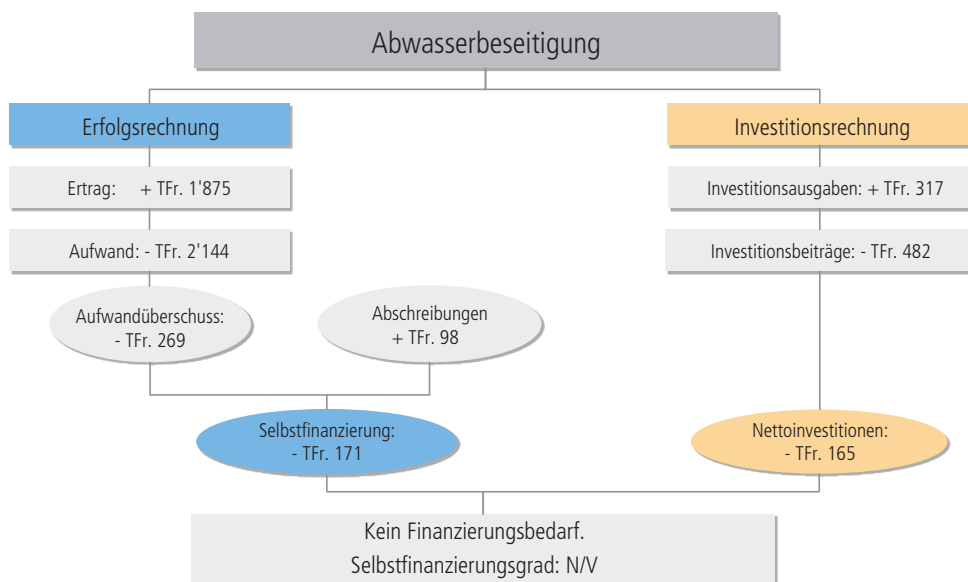 Abwasserbeseitigung
Erfolgsrechnung
Investitionsrechnung
Ertrag: + TFr. 1'875
Investitionsausgaben: + TFr. 317
Aufwand: - TFr. 2'144
Investitionsbeiträge: - TFr. 482
Aufwandüberschuss:
- TFr. 269
Abschreibungen
+ TFr. 98
Selbstfinanzierung:
- TFr. 171
Nettoinvestitionen:
- TFr. 165
Kein Finanzierungsbedarf.
Selbstfinanzierungsgrad: N/V